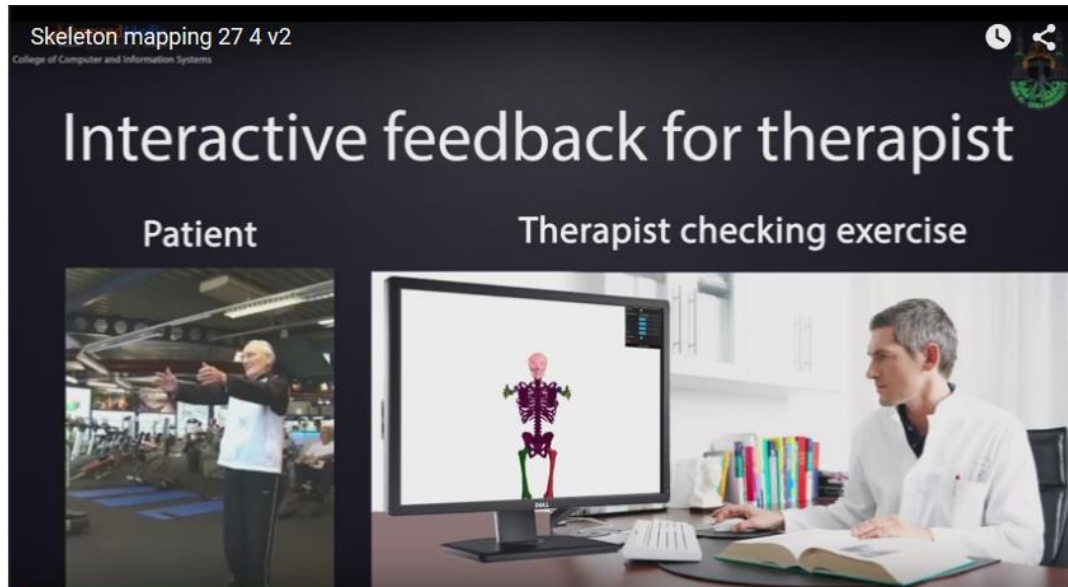 Skeleton mapping 27 4 v2
College of Computer and Information Systems
Interactive feedback for therapist
Patient
Therapist checking exercise
DELL